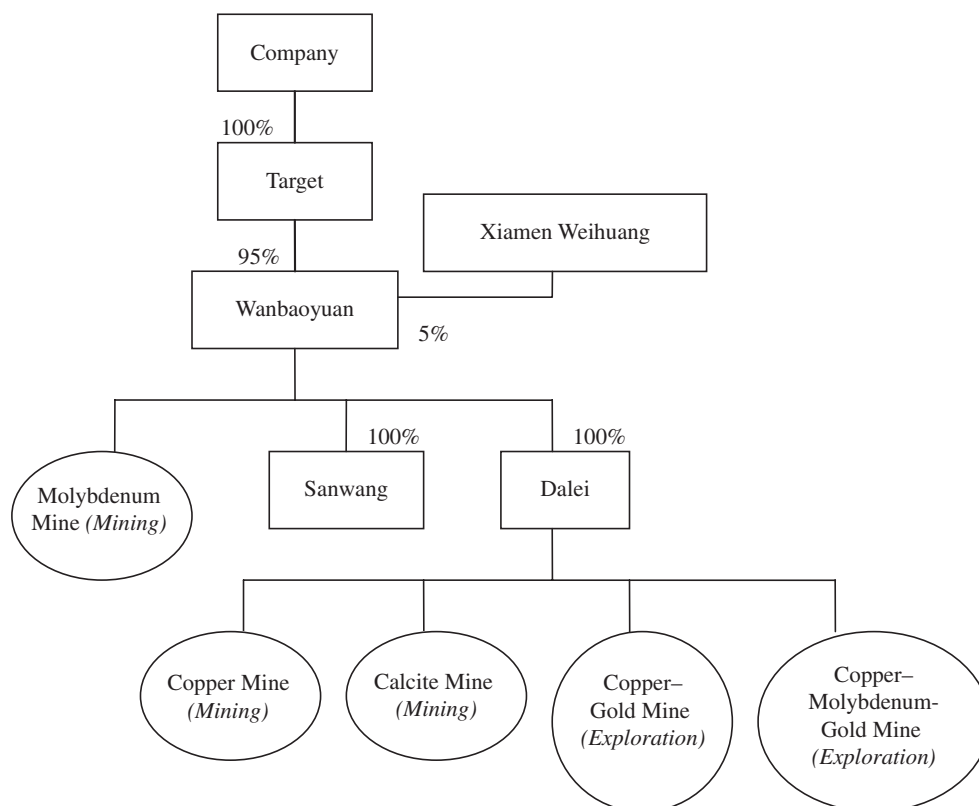 Company
100%
Target
Xiamen Weihuang
95%
Wanbaoyuan
5%
100%
100%
Molybdenum
Mine (Mining)
Sanwang
Dalei
Copper Mine
(Mining)
Calcite Mine
(Mining)
Copper–
Gold Mine
(Exploration)
Copper–
Molybdenum-
Gold Mine
(Exploration)